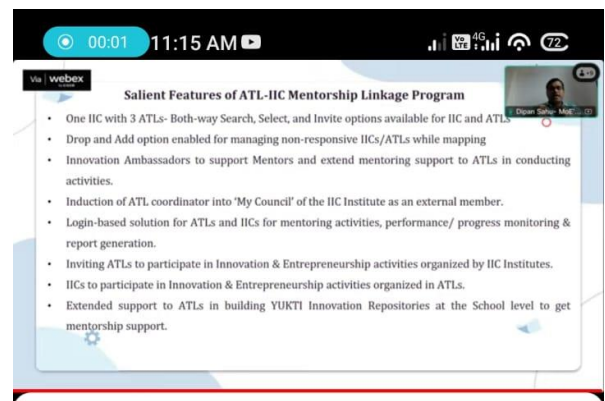 00:01 11:15 AM
Vo LTE 4G 72
Via webex
Salient Features of ATL-IIC Mentorship Linkage Program
Dipan Sahu- MoE'...
• One IIC with 3 ATLs- Both-way Search, Select, and Invite options available for IIC and ATLs
• Drop and Add option enabled for managing non-responsive IICs/ATLs while mapping
• Innovation Ambassadors to support Mentors and extend mentoring support to ATLs in conducting
activities.
• Induction of ATL coordinator into 'My Council' of the IIC Institute as an external member.
• Login-based solution for ATLs and IICs for mentoring activities, performance/ progress monitoring &
report generation.
• Inviting ATLs to participate in Innovation & Entrepreneurship activities organized by IIC Institutes.
• IICs to participate in Innovation & Entrepreneurship activities organized in ATLs.
• Extended support to ATLs in building YUKTI Innovation Repositories at the School level to get
mentorship support.